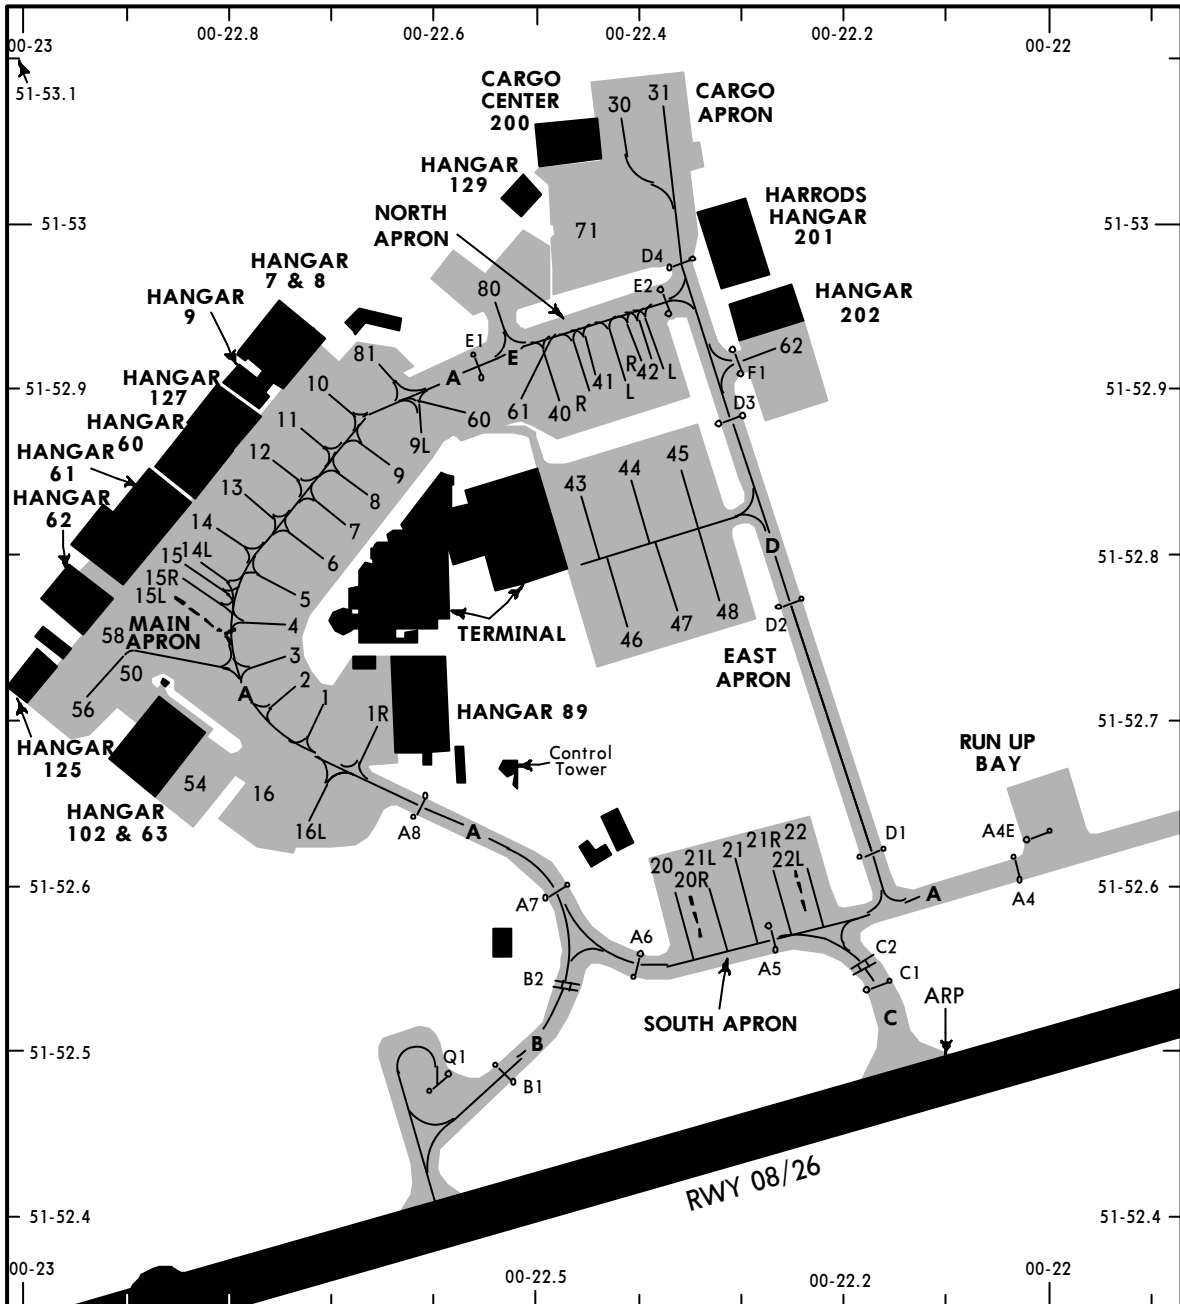 00-23
00-22.8
00-22.6
00-22.4
00-22.2
00-22
51-53.1
CARGO
CENTER
200
30
31
CARGO
APRON
HANGAR
129
HARRODS
HANGAR
201
NORTH
APRON
71
51-53
51-53
D4
E2
HANGAR
7 & 8
HANGAR
9
80
HANGAR
202
E1
E
81
A
62
F1
R
42
L
41
L
R
40
61
60
9L
D3
51-52.9
51-52.9
HANGAR
127
10
HANGAR
60
11
HANGAR
61
12
9
HANGAR
62
13
8
14
7
43
44
45
D
15
14L
6
15R
15L
5
51-52.8
51-52.8
4
58
MAIN
APRON
3
TERMINAL
46
47
48
D2
50
A
2
EAST
APRON
56
1
1R
HANGAR 89
51-52.7
51-52.7
HANGAR
125
Control
Tower
RUN UP
BAY
54
16
HANGAR
102 & 63
16L
A8
A
20
21L
20R
21
21R
22
22L
D1
A4E
51-52.6
51-52.6
A7
A
A4
A6
A5
C2
B2
C1
ARP
SOUTH APRON
C
B
51-52.5
Q1
B1
RWY 08/26
51-52.4
51-52.4
00-23
00-22.5
00-22.2
00-22